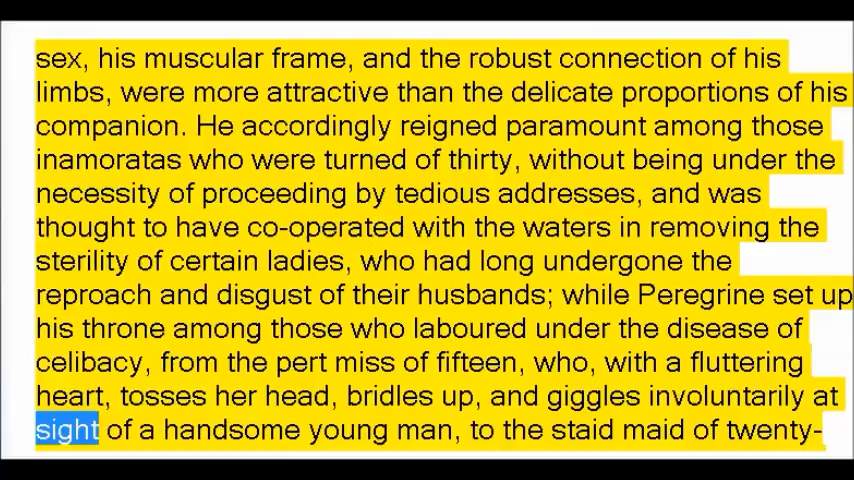 sex, his muscular frame, and the robust connection of his
limbs, were more attractive than the delicate proportions of his
companion. He accordingly reigned paramount among those
inamoratas who were turned of thirty, without being under the
necessity of proceeding by tedious addresses, and was
thought to have co-operated with the waters in removing the
sterility of certain ladies, who had long undergone the
reproach and disgust of their husbands; while Peregrine set up
his throne among those who laboured under the disease of
celibacy, from the pert miss of fifteen, who, with a fluttering
heart, tosses her head, bridles up, and giggles involuntarily at
sight of a handsome young man, to the staid maid of twenty-